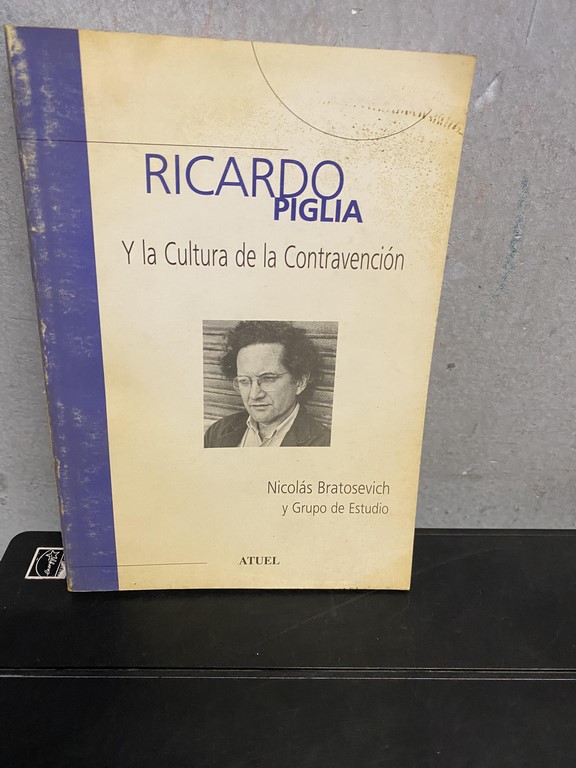 RICARDO
PIGLIA
Y la Cultura de la Contravención
Nicolás Bratosevich
y Grupo de Estudio
ATUEL